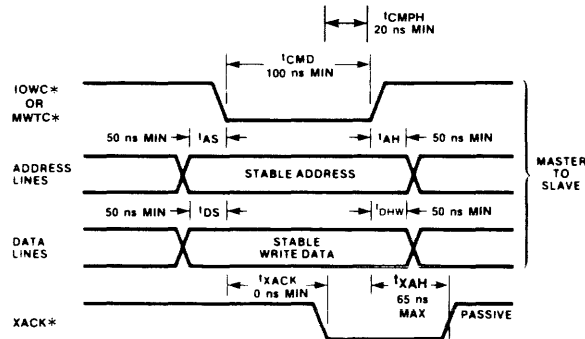 tCMPH
20 ns MIN
tCMD
100 ns MIN
IOWC*
OR
MWTC*
50 ns MIN tAS tAH 50 ns MIN
ADDRESS
LINES
STABLE ADDRESS
MASTER
TO
SLAVE
50 ns MIN tDS tDHW 50 ns MIN
DATA
LINES
STABLE
WRITE DATA
tXACK
0 ns MIN
tXAH
65 ns
MAX
XACK*
PASSIVE